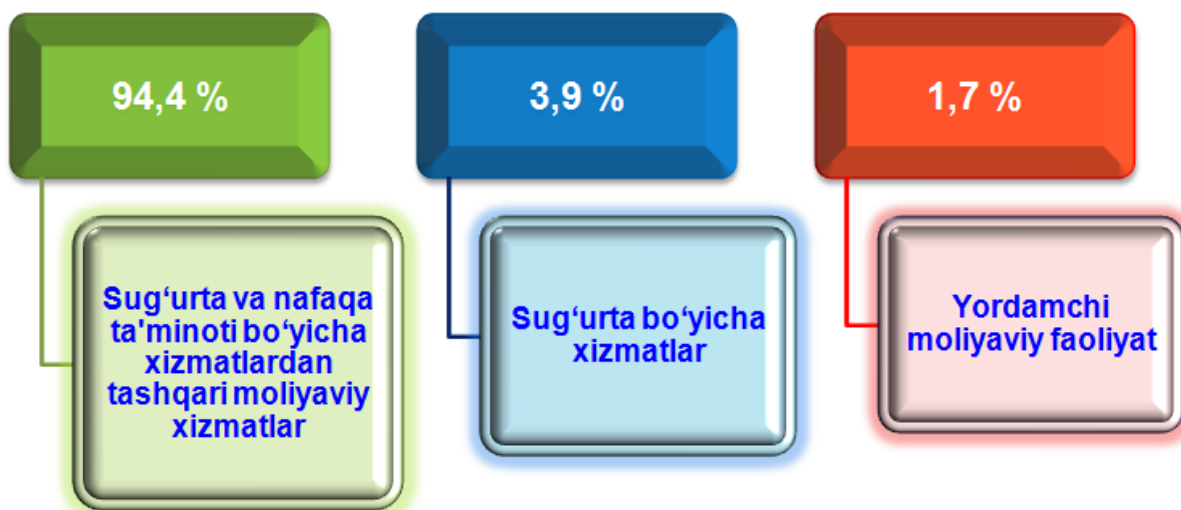 94,4 %
3,9 %
1,7 %
Sug‘urta va nafaqa
ta'minoti bo‘yicha
xizmatlardan
tashqari moliyaviy
xizmatlar
Sug‘urta bo‘yicha
xizmatlar
Yordamchi
moliyaviy faoliyat